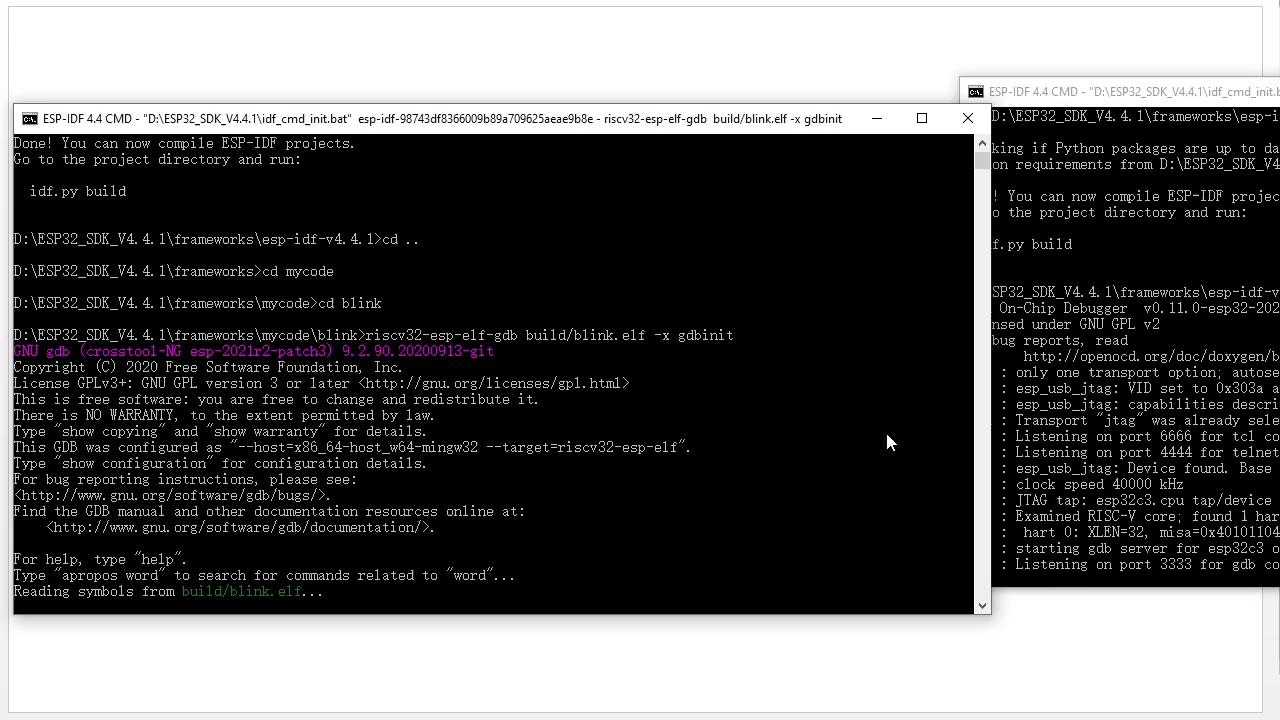 ESP-IDF 4.4 CMD - "D:\ESP32_SDK_V4.4.1\idf_cmd_init.bat" esp-idf-98743df8366009b89a709625aeae9b8e - riscv32-esp-elf-gdb build/blink.elf -x gdbinit
Done! You can now compile ESP-IDF projects.
Go to the project directory and run:
idf.py build
D:\ESP32_SDK_V4.4.1\frameworks\esp-idf-v4.4.1>cd ..
D:\ESP32_SDK_V4.4.1\frameworks>cd mycode
D:\ESP32_SDK_V4.4.1\frameworks\mycode>cd blink
D:\ESP32_SDK_V4.4.1\frameworks\mycode\blink>riscv32-esp-elf-gdb build/blink.elf -x gdbinit
GNU gdb (crosstool-NG esp-2021r2-patch3) 9.2.90.20200913-git
Copyright (C) 2020 Free Software Foundation, Inc.
License GPLv3+: GNU GPL version 3 or later <http://gnu.org/licenses/gpl.html>
This is free software: you are free to change and redistribute it.
There is NO WARRANTY, to the extent permitted by law.
Type "show copying" and "show warranty" for details.
This GDB was configured as "--host=x86_64-host_w64-mingw32 --target=riscv32-esp-elf".
Type "show configuration" for configuration details.
For bug reporting instructions, please see:
<http://www.gnu.org/software/gdb/bugs/>.
Find the GDB manual and other documentation resources online at:
<http://www.gnu.org/software/gdb/documentation/>.
For help, type "help".
Type "apropos word" to search for commands related to "word"...
Reading symbols from build/blink.elf...
ESP-IDF 4.4 CMD - "D:\ESP32_SDK_V4.4.1\idf_cmd_init.b
D:\ESP32_SDK_V4.4.1\frameworks\esp-i
king if Python packages are up to da
on requirements from D:\ESP32_SDK_V4
! You can now compile ESP-IDF projec
o the project directory and run:
f.py build
SP32_SDK_V4.4.1\frameworks\esp-idf-v
On-Chip Debugger v0.11.0-esp32-202
nsed under GNU GPL v2
bug reports, read
http://openocd.org/doc/doxygen/b
: only one transport option; autose
: esp_usb_jtag: VID set to 0x303a a
: esp_usb_jtag: capabilities descri
: Transport "jtag" was already sele
: Listening on port 6666 for tcl co
: Listening on port 4444 for telnet
: esp_usb_jtag: Device found. Base
: clock speed 40000 kHz
: JTAG tap: esp32c3.cpu tap/device
: Examined RISC-V core; found 1 har
: hart 0: XLEN=32, misa=0x40101104
: starting gdb server for esp32c3 o
: Listening on port 3333 for gdb co